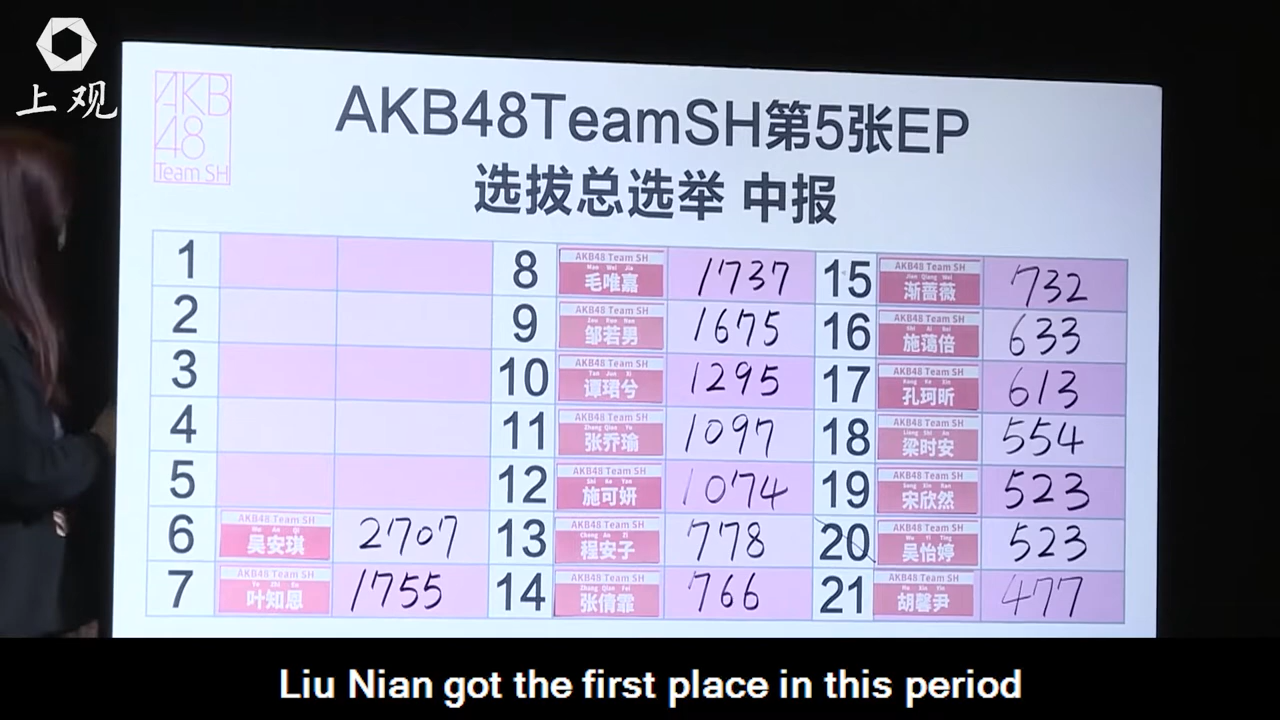 上观
AKB
48
Team SH
AKB48TeamSH第5张EP
选拔总选举 中报
1
2
3
4
5
6 AKB48 Team SH 吴安琪 2707
7 AKB48 Team SH 叶知恩 1755
8 AKB48 Team SH Mao Wei Jia 毛唯嘉 1737
9 AKB48 Team SH 邹若男 1675
10 AKB48 Team SH 谭珺兮 1295
11 AKB48 Team SH 张乔瑜 1097
12 AKB48 Team SH 施可妍 1074
13 AKB48 Team SH 程安子 778
14 AKB48 Team SH 张倩霏 766
15 AKB48 Team SH 渐蔷薇 732
16 AKB48 Team SH 施蔼倍 633
17 AKB48 Team SH 孔珂昕 613
18 AKB48 Team SH 梁时安 554
19 AKB48 Team SH 宋欣然 523
20 AKB48 Team SH 吴怡婷 523
21 AKB48 Team SH 胡馨尹 477
Liu Nian got the first place in this period